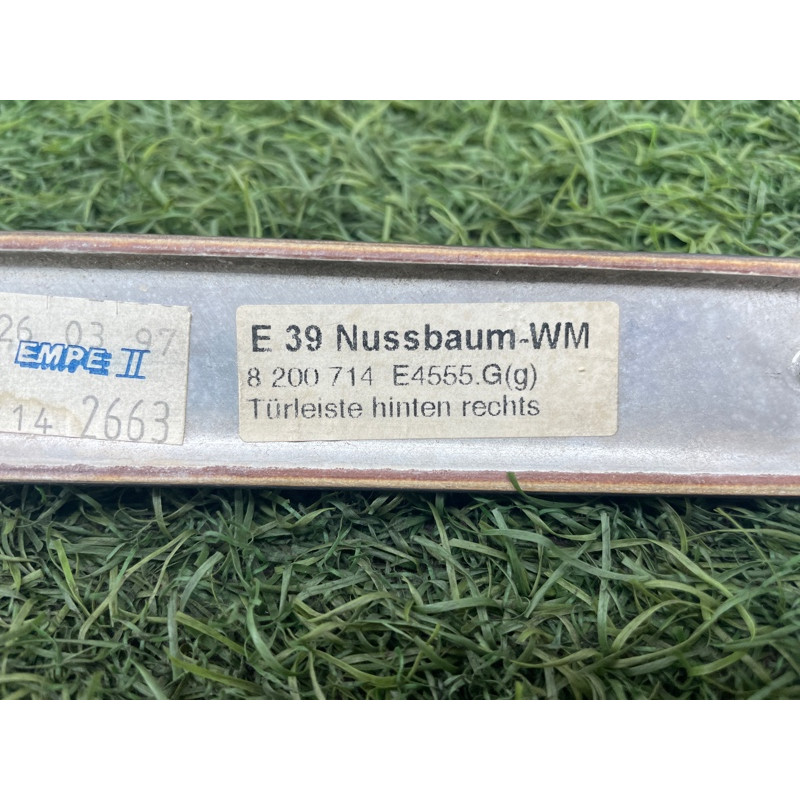 26 03 97
EMPE II
14 2663
E 39 Nussbaum-WM
8 200 714 E4555.G(g)
Türleiste hinten rechts